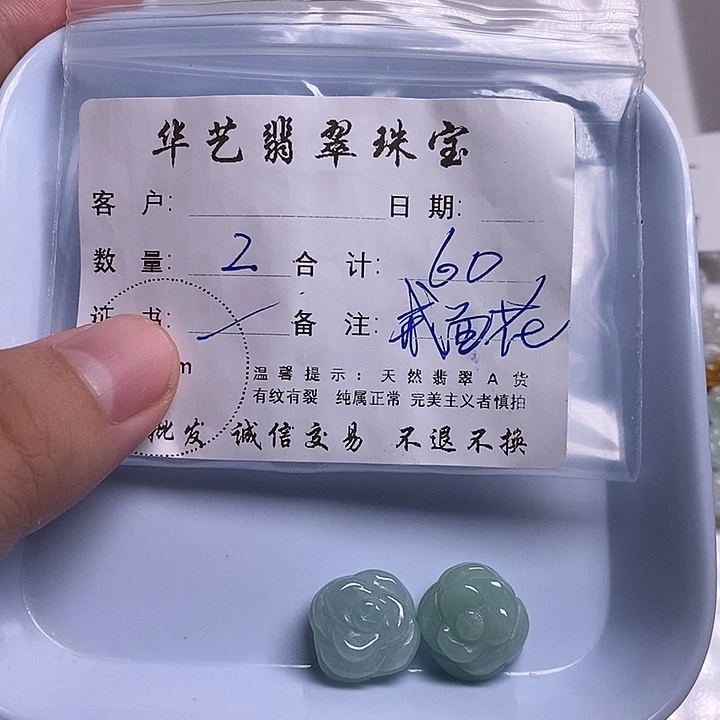 华艺翡翠珠宝
客 户: 日 期:
数 量: 2 合 计: 60
证 书: 备 注: 戒面花
温馨提示:天然翡翠A货
有纹有裂 纯属正常 完美主义者慎拍
批发 诚信交易 不退不换